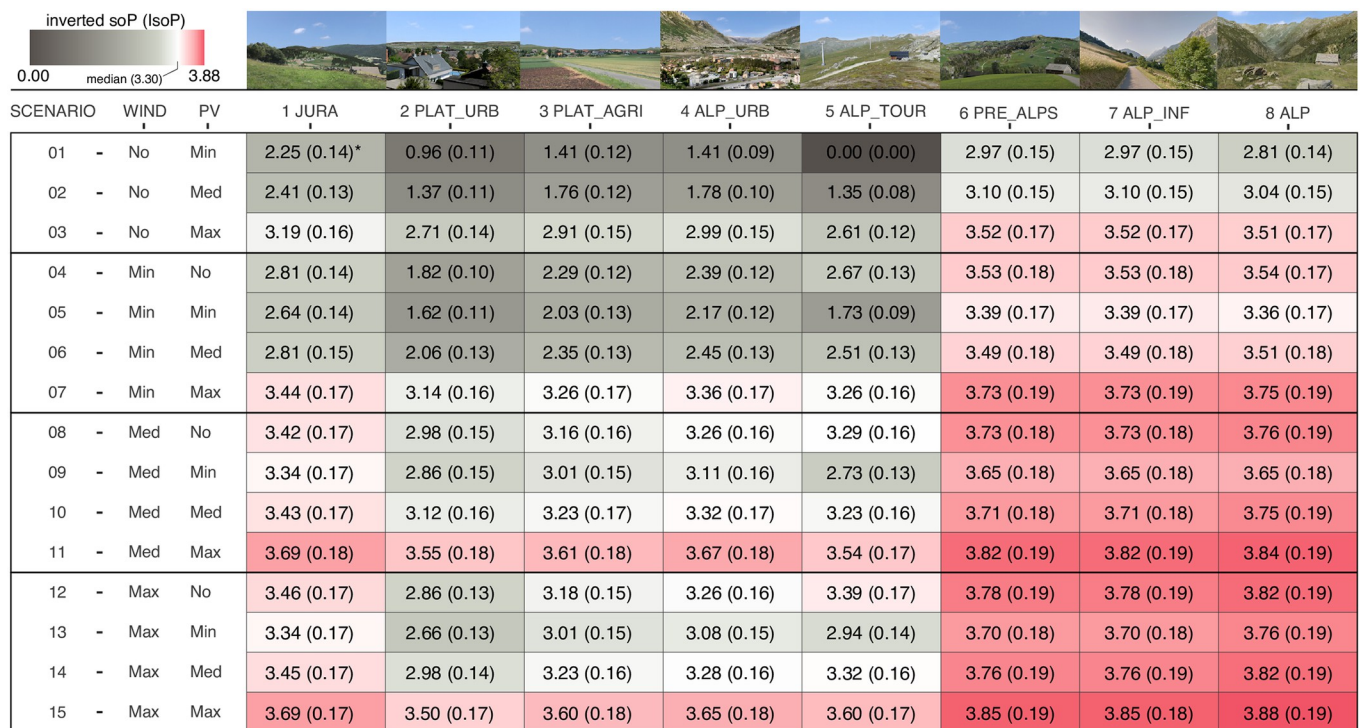 inverted soP (IsoP)
0.00 median (3.30) 3.88
SCENARIO WIND PV 1 JURA 2 PLAT_URB 3 PLAT_AGRI 4 ALP_URB 5 ALP_TOUR 6 PRE_ALPS 7 ALP_INF 8 ALP
01 - No Min 2.25 (0.14)* 0.96 (0.11) 1.41 (0.12) 1.41 (0.09) 0.00 (0.00) 2.97 (0.15) 2.97 (0.15) 2.81 (0.14)
02 - No Med 2.41 (0.13) 1.37 (0.11) 1.76 (0.12) 1.78 (0.10) 1.35 (0.08) 3.10 (0.15) 3.10 (0.15) 3.04 (0.15)
03 - No Max 3.19 (0.16) 2.71 (0.14) 2.91 (0.15) 2.99 (0.15) 2.61 (0.12) 3.52 (0.17) 3.52 (0.17) 3.51 (0.17)
04 - Min No 2.81 (0.14) 1.82 (0.10) 2.29 (0.12) 2.39 (0.12) 2.67 (0.13) 3.53 (0.18) 3.53 (0.18) 3.54 (0.17)
05 - Min Min 2.64 (0.14) 1.62 (0.11) 2.03 (0.13) 2.17 (0.12) 1.73 (0.09) 3.39 (0.17) 3.39 (0.17) 3.36 (0.17)
06 - Min Med 2.81 (0.15) 2.06 (0.13) 2.35 (0.13) 2.45 (0.13) 2.51 (0.13) 3.49 (0.18) 3.49 (0.18) 3.51 (0.18)
07 - Min Max 3.44 (0.17) 3.14 (0.16) 3.26 (0.17) 3.36 (0.17) 3.26 (0.16) 3.73 (0.19) 3.73 (0.19) 3.75 (0.19)
08 - Med No 3.42 (0.17) 2.98 (0.15) 3.16 (0.16) 3.26 (0.16) 3.29 (0.16) 3.73 (0.18) 3.73 (0.18) 3.76 (0.19)
09 - Med Min 3.34 (0.17) 2.86 (0.15) 3.01 (0.15) 3.11 (0.16) 2.73 (0.13) 3.65 (0.18) 3.65 (0.18) 3.65 (0.18)
10 - Med Med 3.43 (0.17) 3.12 (0.16) 3.23 (0.17) 3.32 (0.17) 3.23 (0.16) 3.71 (0.18) 3.71 (0.18) 3.75 (0.19)
11 - Med Max 3.69 (0.18) 3.55 (0.18) 3.61 (0.18) 3.67 (0.18) 3.54 (0.17) 3.82 (0.19) 3.82 (0.19) 3.84 (0.19)
12 - Max No 3.46 (0.17) 2.86 (0.13) 3.18 (0.15) 3.26 (0.16) 3.39 (0.17) 3.78 (0.19) 3.78 (0.19) 3.82 (0.19)
13 - Max Min 3.34 (0.17) 2.66 (0.13) 3.01 (0.15) 3.08 (0.15) 2.94 (0.14) 3.70 (0.18) 3.70 (0.18) 3.76 (0.19)
14 - Max Med 3.45 (0.17) 2.98 (0.14) 3.23 (0.16) 3.28 (0.16) 3.32 (0.16) 3.76 (0.19) 3.76 (0.19) 3.82 (0.19)
15 - Max Max 3.69 (0.17) 3.50 (0.17) 3.60 (0.18) 3.65 (0.18) 3.60 (0.17) 3.85 (0.19) 3.85 (0.18) 3.88 (0.19)